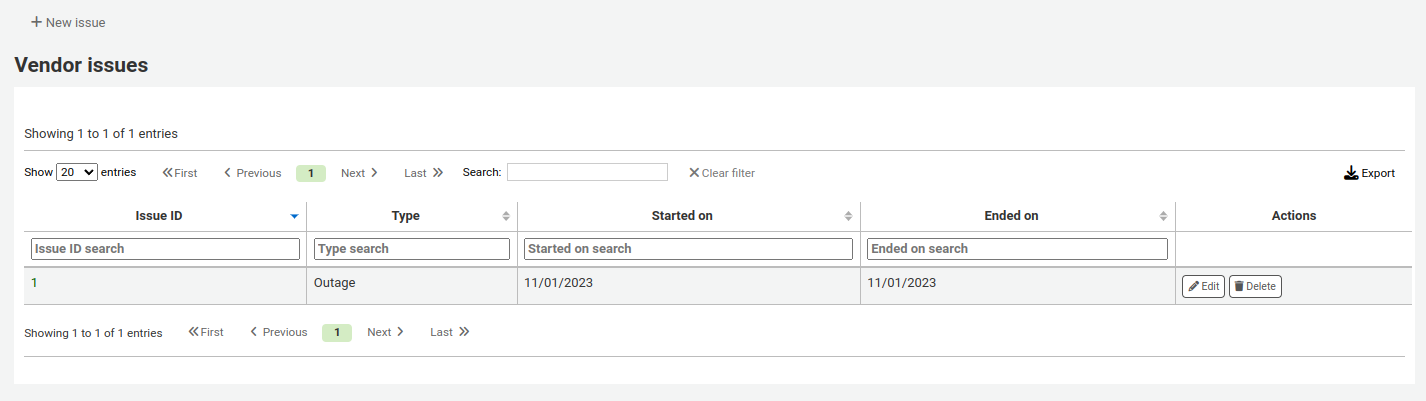 New issue
Vendor issues
Showing 1 to 1 of 1 entries
Show 20 entries First Previous 1 Next Last Search: Clear filter Export
Issue ID Type Started on Ended on Actions
Issue ID search Type search Started on search Ended on search
1 Outage 11/01/2023 11/01/2023 Edit Delete
Showing 1 to 1 of 1 entries First Previous 1 Next Last